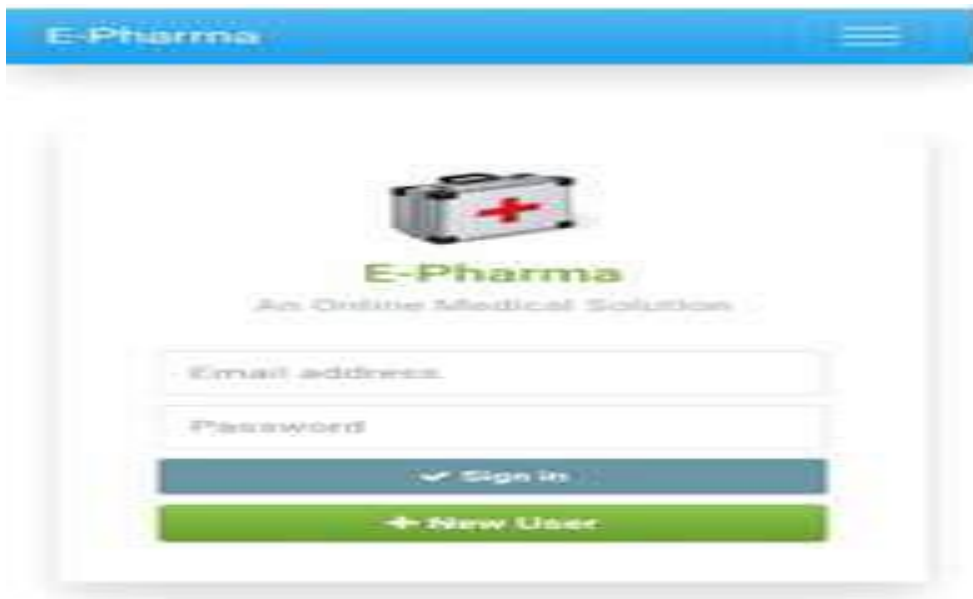 E-Pharma
E-Pharma
An Online Medical Solution
Email address
Password
Sign in
New User